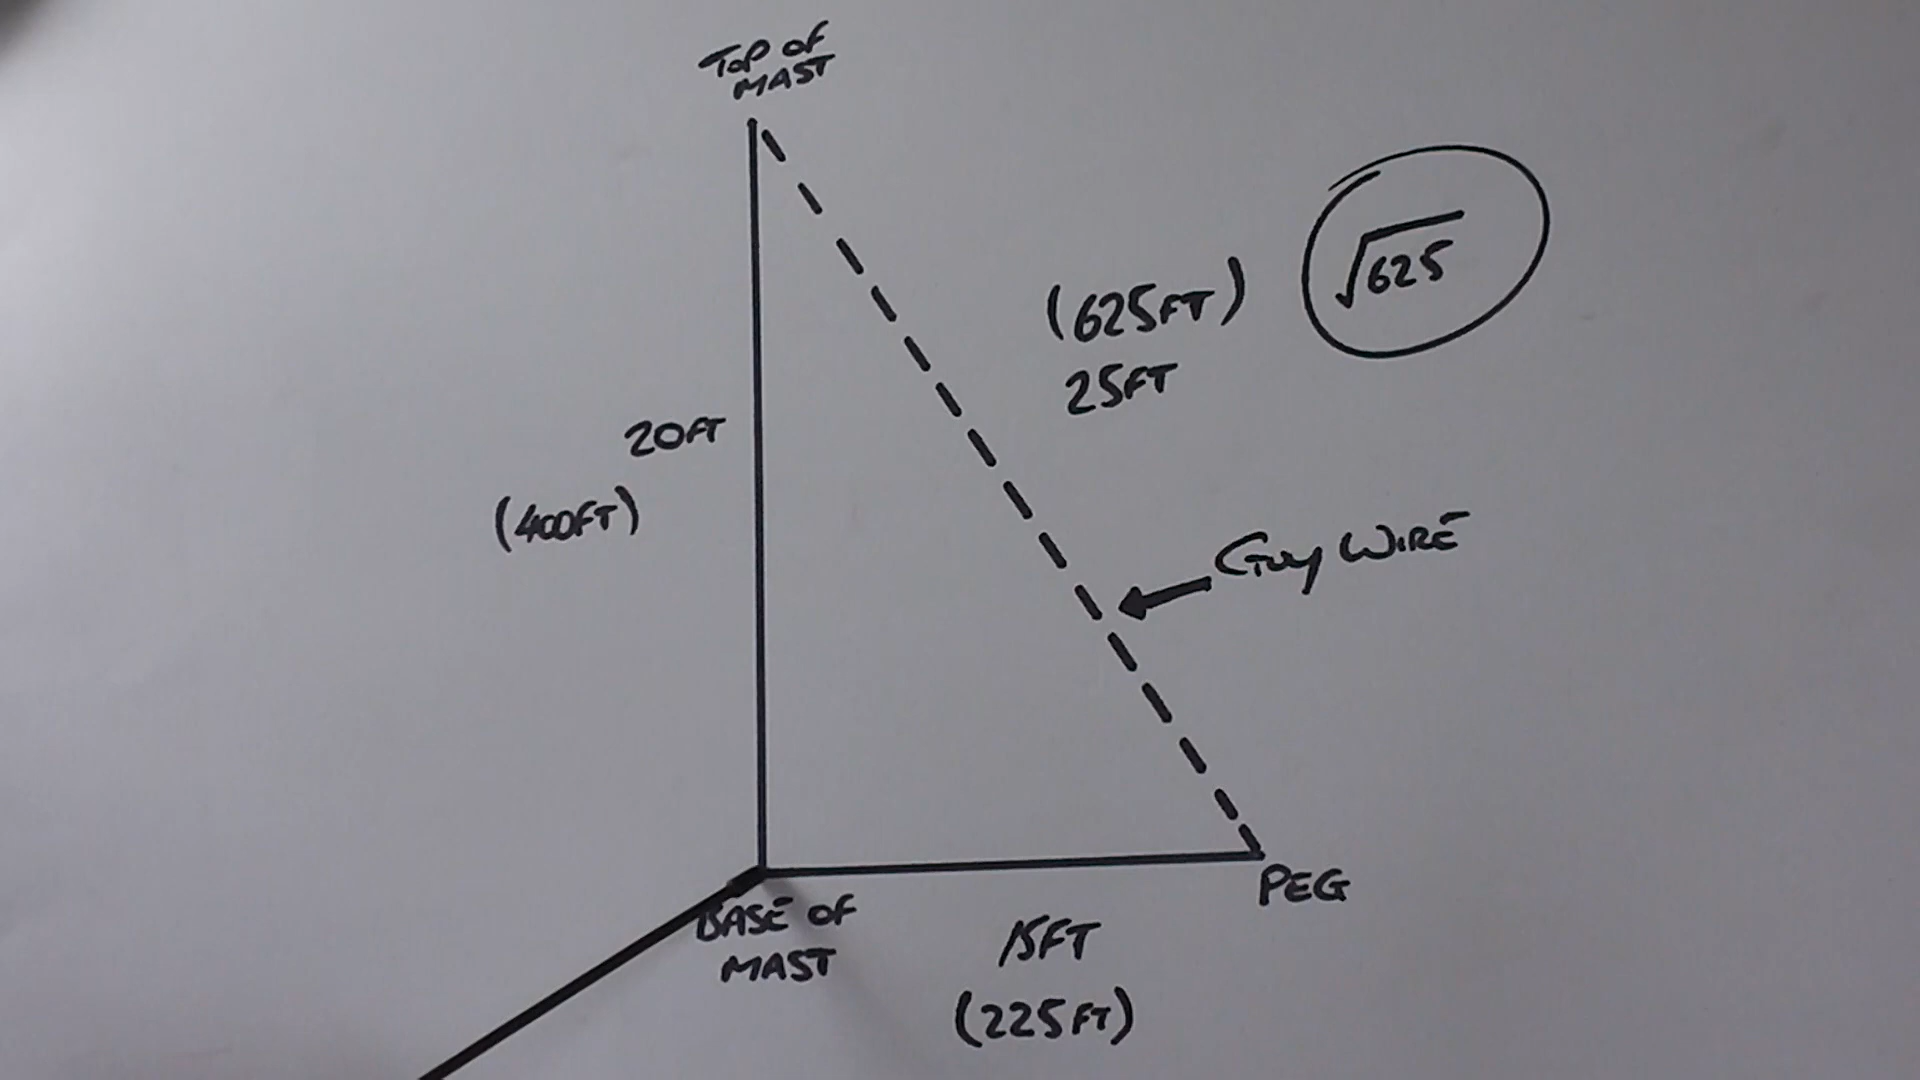 TOP OF
MAST
√625
(625FT)
25FT
20FT
(400FT)
GUY WIRE
PEG
BASE OF
MAST
15FT
(225FT)